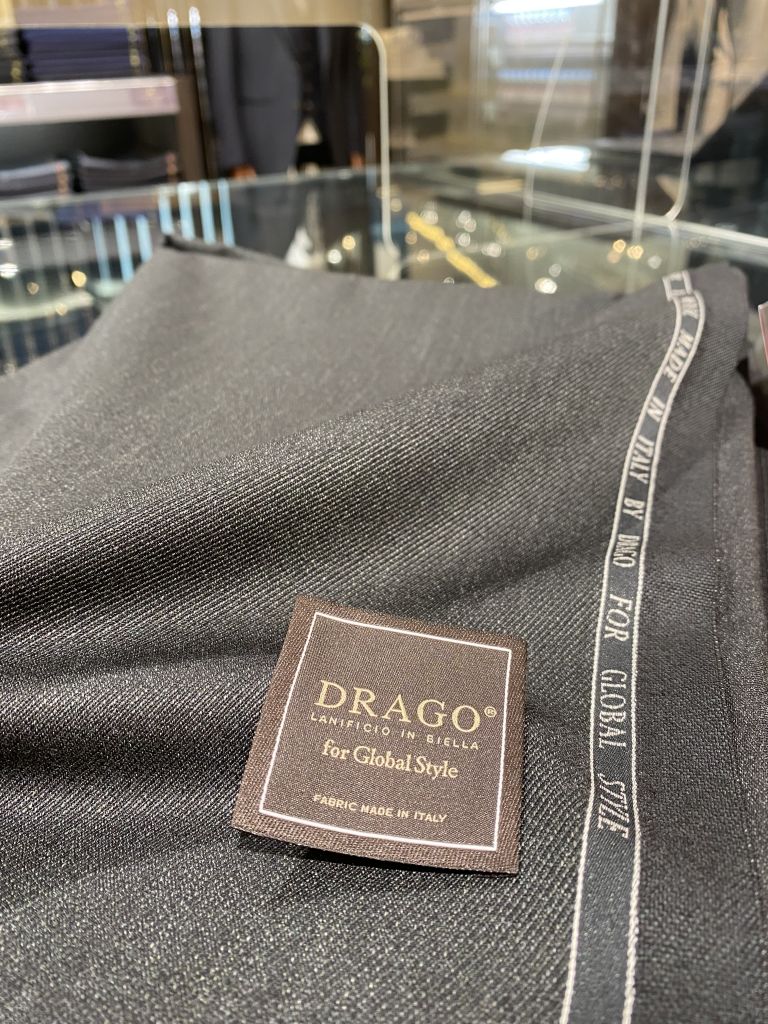 DRAGO®
LANIFICIO IN BIELLA
for Global Style
FABRIC MADE IN ITALY
MADE IN ITALY BY DRAGO FOR GLOBAL STYLE